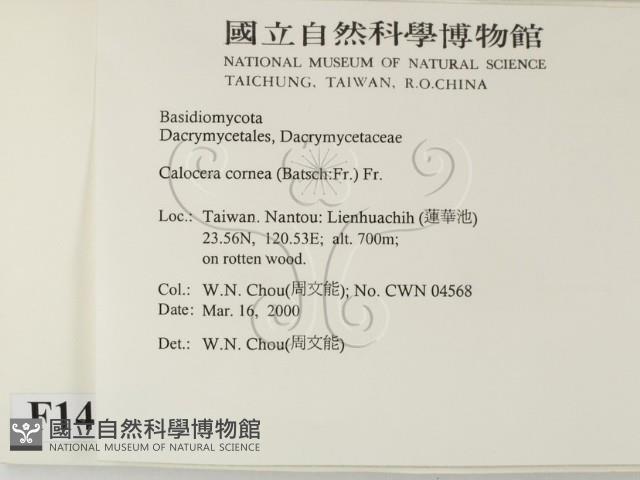 國立自然科學博物館
NATIONAL MUSEUM OF NATURAL SCIENCE
TAICHUNG, TAIWAN, R.O.CHINA
Basidiomycota
Dacrymycetales, Dacrymycetaceae
Calocera cornea (Batsch:Fr.) Fr.
Loc.: Taiwan. Nantou: Lienhuachih (蓮華池)
23.56N, 120.53E; alt. 700m;
on rotten wood.
Col.: W.N. Chou(周文能); No. CWN 04568
Date: Mar. 16, 2000
Det.: W.N. Chou(周文能)
F14
國立自然科學博物館
NATIONAL MUSEUM OF NATURAL SCIENCE